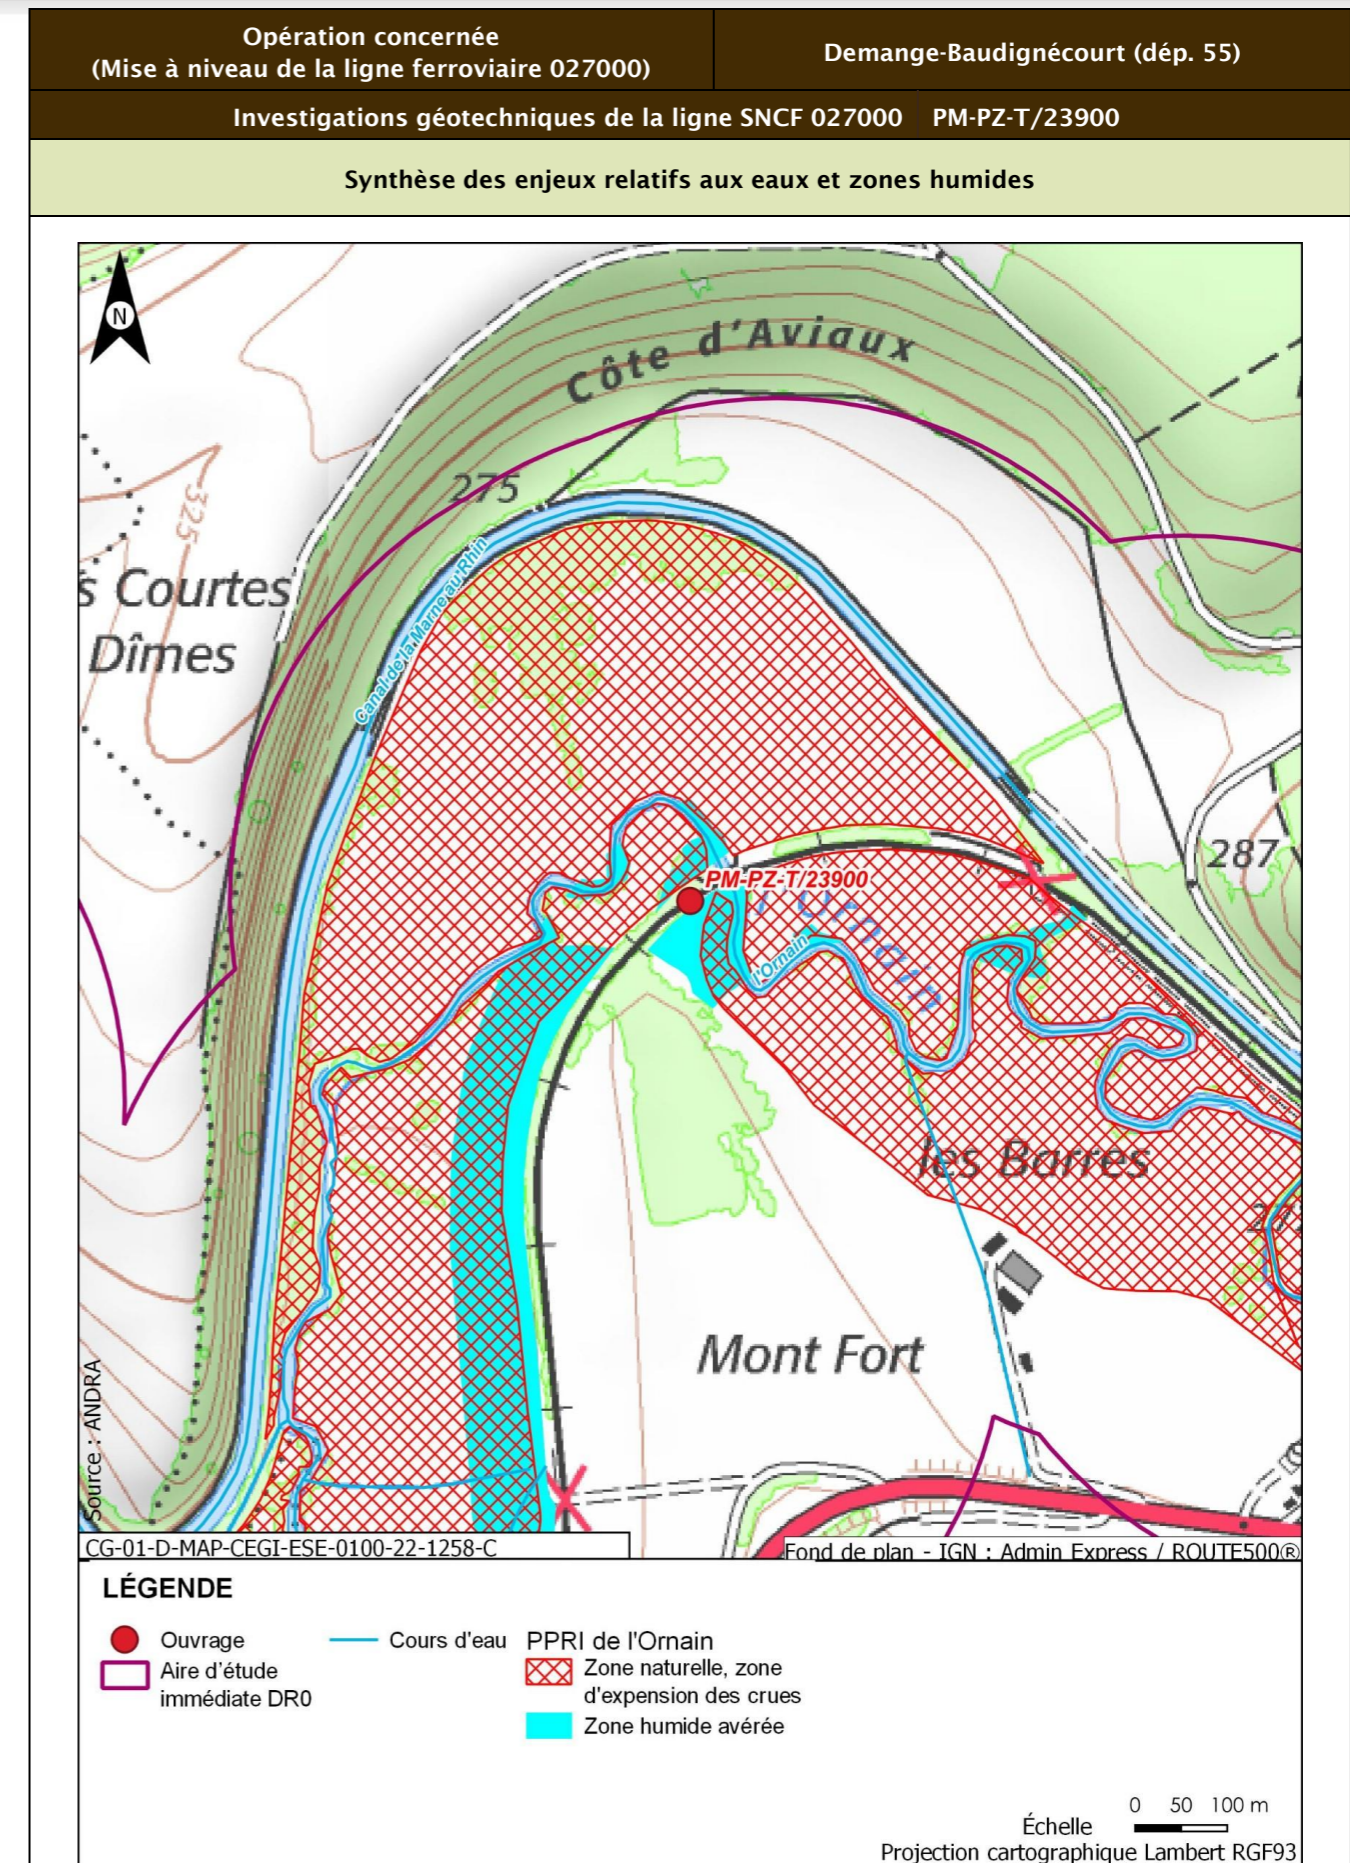 Opération concernée
(Mise à niveau de la ligne ferroviaire 027000)
Demange-Baudignécourt (dép. 55)
Investigations géotechniques de la ligne SNCF 027000 PM-PZ-T/23900
Synthèse des enjeux relatifs aux eaux et zones humides
N
Côte d'Aviaux
275
325
s Courtes
Dîmes
Canal de la Marne au Rhin
287
PM-PZ-T/23900
l'Ornain
l'Ornain
les Barres
Mont Fort
Source : ANDRA
CG-01-D-MAP-CEGI-ESE-0100-22-1258-C
Fond de plan - IGN : Admin Express / ROUTE500®
LÉGENDE
Ouvrage
Aire d'étude
immédiate DR0
Cours d'eau
PPRI de l'Ornain
Zone naturelle, zone
d'expension des crues
Zone humide avérée
0 50 100 m
Échelle
Projection cartographique Lambert RGF93